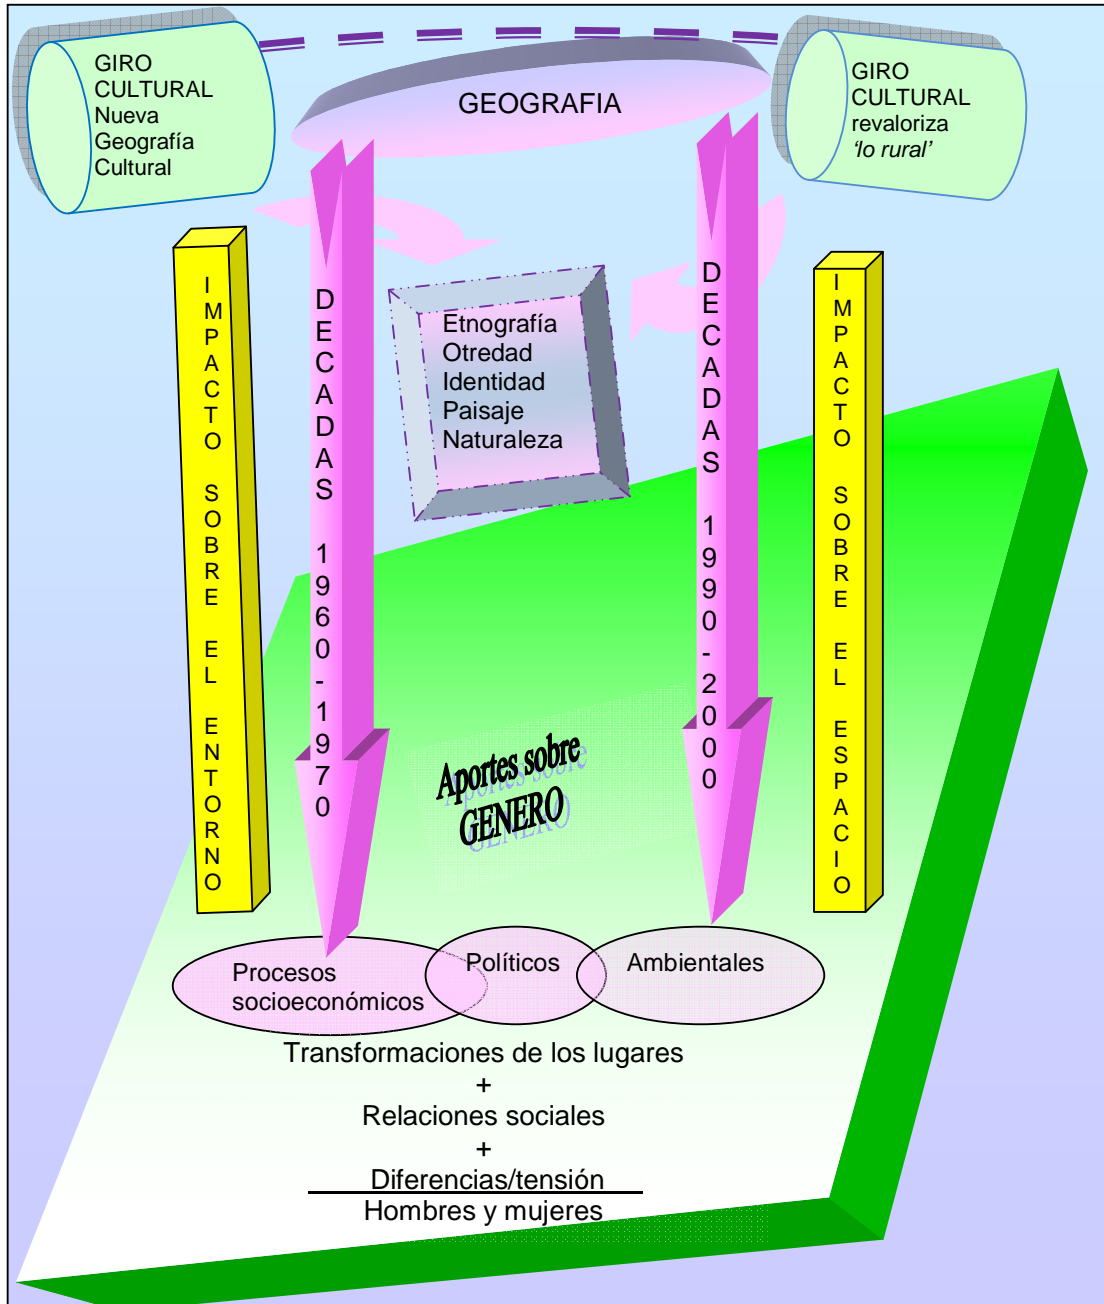 GIRO
CULTURAL
Nueva
Geografía
Cultural
GEOGRAFIA
GIRO
CULTURAL
revaloriza
‘lo rural’
IMPACTO SOBRE EL ENTORNO
DECADAS 1960-1970
Etnografía
Otredad
Identidad
Paisaje
Naturaleza
DECADAS 1990-2000
IMPACTO SOBRE EL ESPACIO
Aportes sobre
GENERO
Procesos
socioeconómicos
Políticos
Ambientales
Transformaciones de los lugares
+
Relaciones sociales
+
Diferencias/tensión
Hombres y mujeres